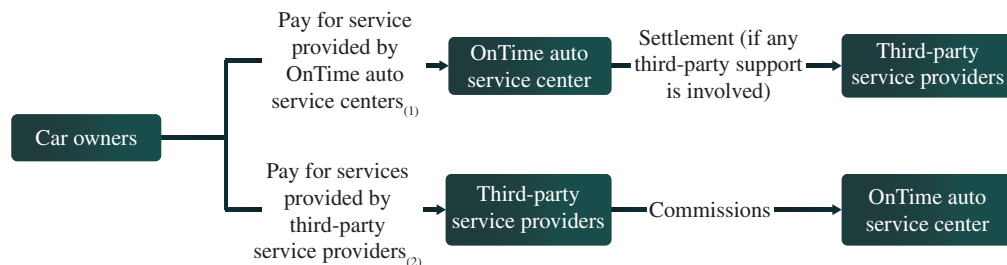 Pay for service
provided by
OnTime auto
service centers(1)
OnTime auto
service center
Settlement (if any
third-party support
is involved)
Third-party
service providers
Car owners
Pay for services
provided by
third-party
service providers(2)
Third-party
service providers
Commissions
OnTime auto
service center